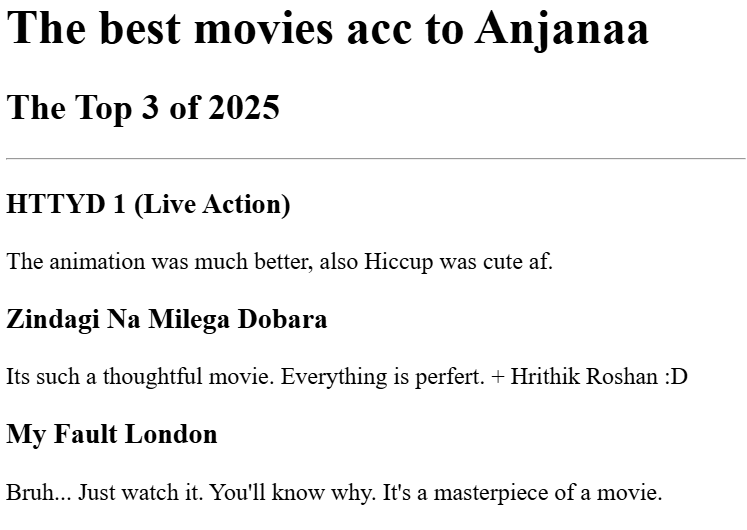 The best movies acc to Anjanaa
The Top 3 of 2025
HTTYD 1 (Live Action)
The animation was much better, also Hiccup was cute af.
Zindagi Na Milega Dobara
Its such a thoughtful movie. Everything is perfert. + Hrithik Roshan :D
My Fault London
Bruh... Just watch it. You'll know why. It's a masterpiece of a movie.